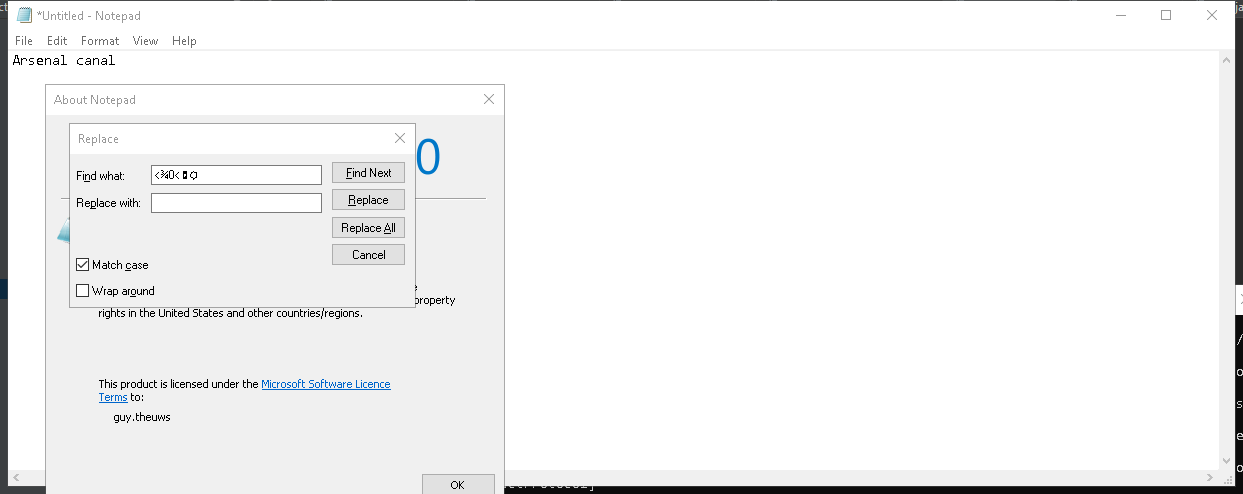 *Untitled - Notepad
File Edit Format View Help
Arsenal canal
About Notepad
Replace
0
Find what:
Find Next
Replace with:
Replace
Replace All
Cancel
Match case
Wrap around
property
rights in the United States and other countries/regions.
This product is licensed under the Microsoft Software Licence
Terms to:
guy.theuws
OK